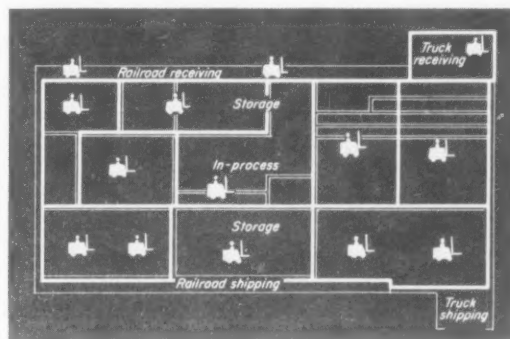 Truck
receiving
Railroad receiving
Storage
In-process
Storage
Railroad shipping
Truck
shipping